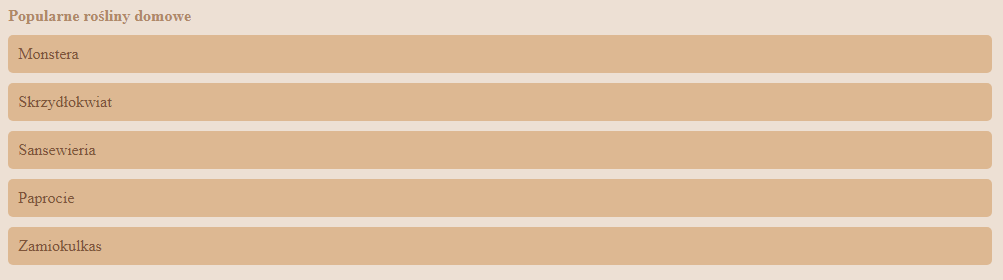 Popularne rośliny domowe
Monstera
Skrzydłokwiat
Sansewieria
Paprocie
Zamiokulkas